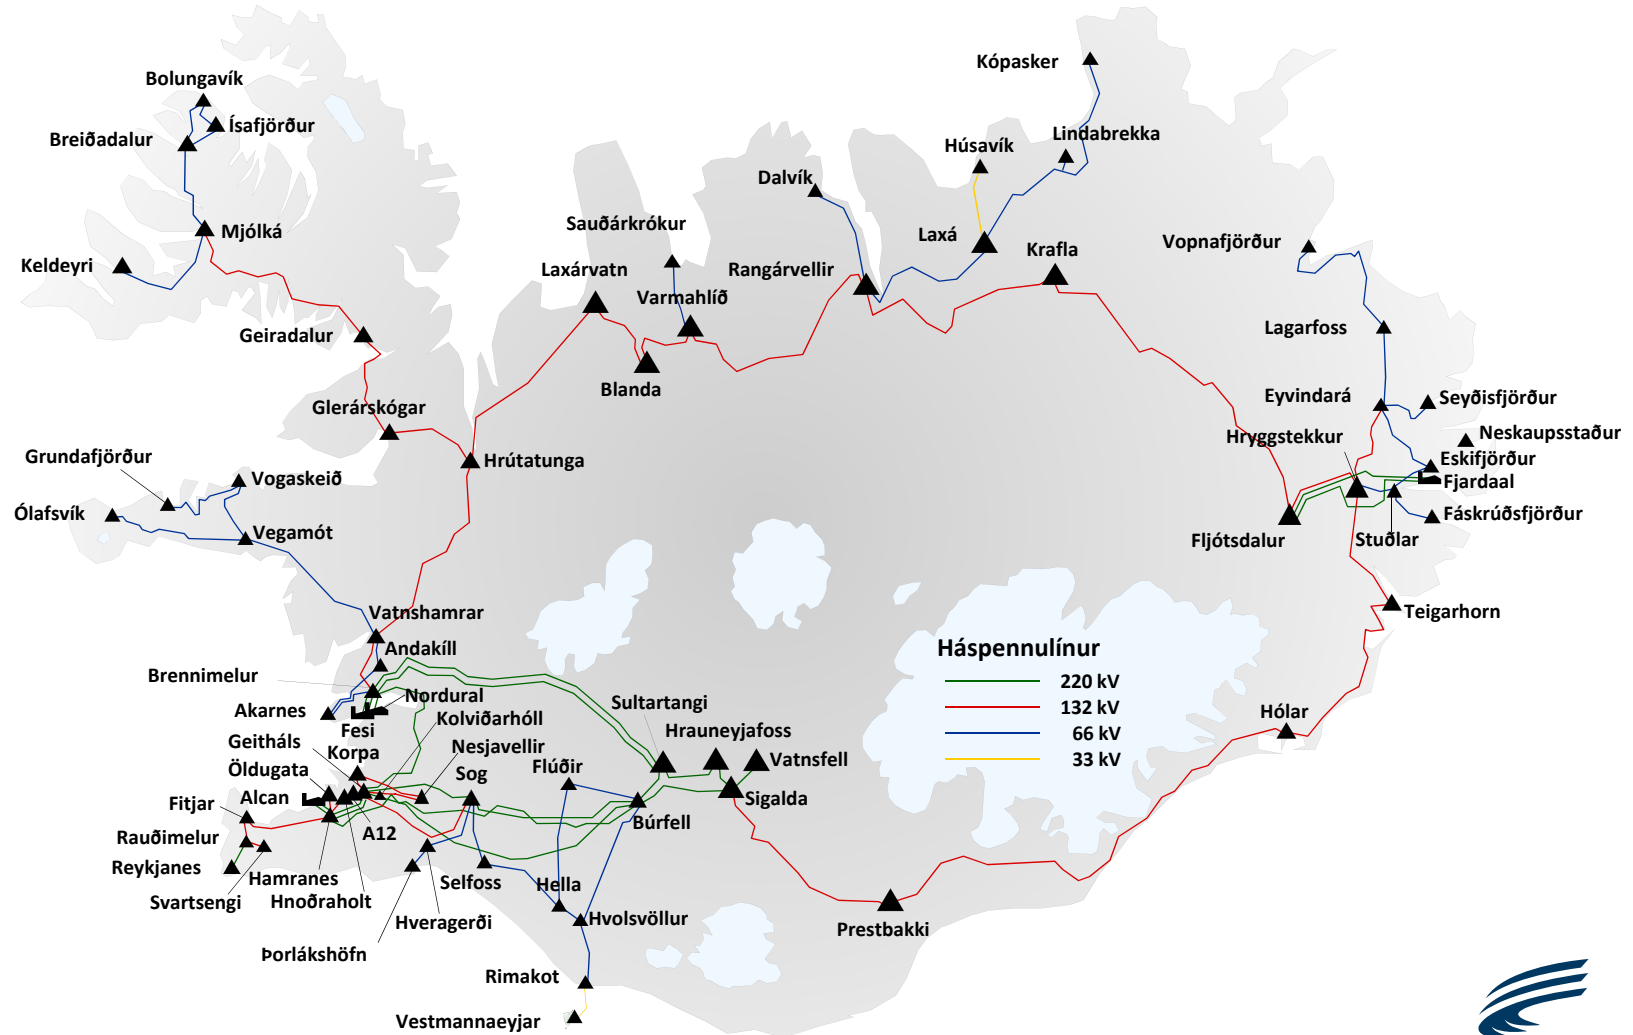 Kópasker
Bolungavík
Ísafjörður
Breiðadalur
Lindabrekka
Húsavík
Dalvík
Sauðárkrókur
Mjólká
Laxá
Krafla
Vopnafjörður
Keldeyri
Laxárvatn
Rangárvellir
Varmahlíð
Geiradalur
Lagarfoss
Blanda
Eyvindará
Seyðisfjörður
Glerárskógar
Hryggstekkur
Neskaupsstaður
Grundafjörður
Vogaskeið
Hrútatunga
Eskifjörður
Fjardaal
Ólafsvík
Fáskrúðsfjörður
Vegamót
Fljótsdalur
Stuðlar
Vatnshamrar
Teigarhorn
Andakíll
Háspennulínur
Brennimelur
220 kV
Nordural
Sultartangi
132 kV
Akarnes
Kolviðarhóll
Hólar
Fesi
Hrauneyjafoss
66 kV
Geitháls
Korpa
Nesjavellir
33 kV
Öldugata
Sog
Flúðir
Vatnsfell
Fitjar
Alcan
Sigalda
Rauðimelur
A12
Búrfell
Reykjanes
Hamranes
Selfoss
Hella
Svartsengi
Hnoðraholt
Hveragerði
Hvolsvöllur
Prestbakki
Þorlákshöfn
Rimakot
Vestmannaeyjar